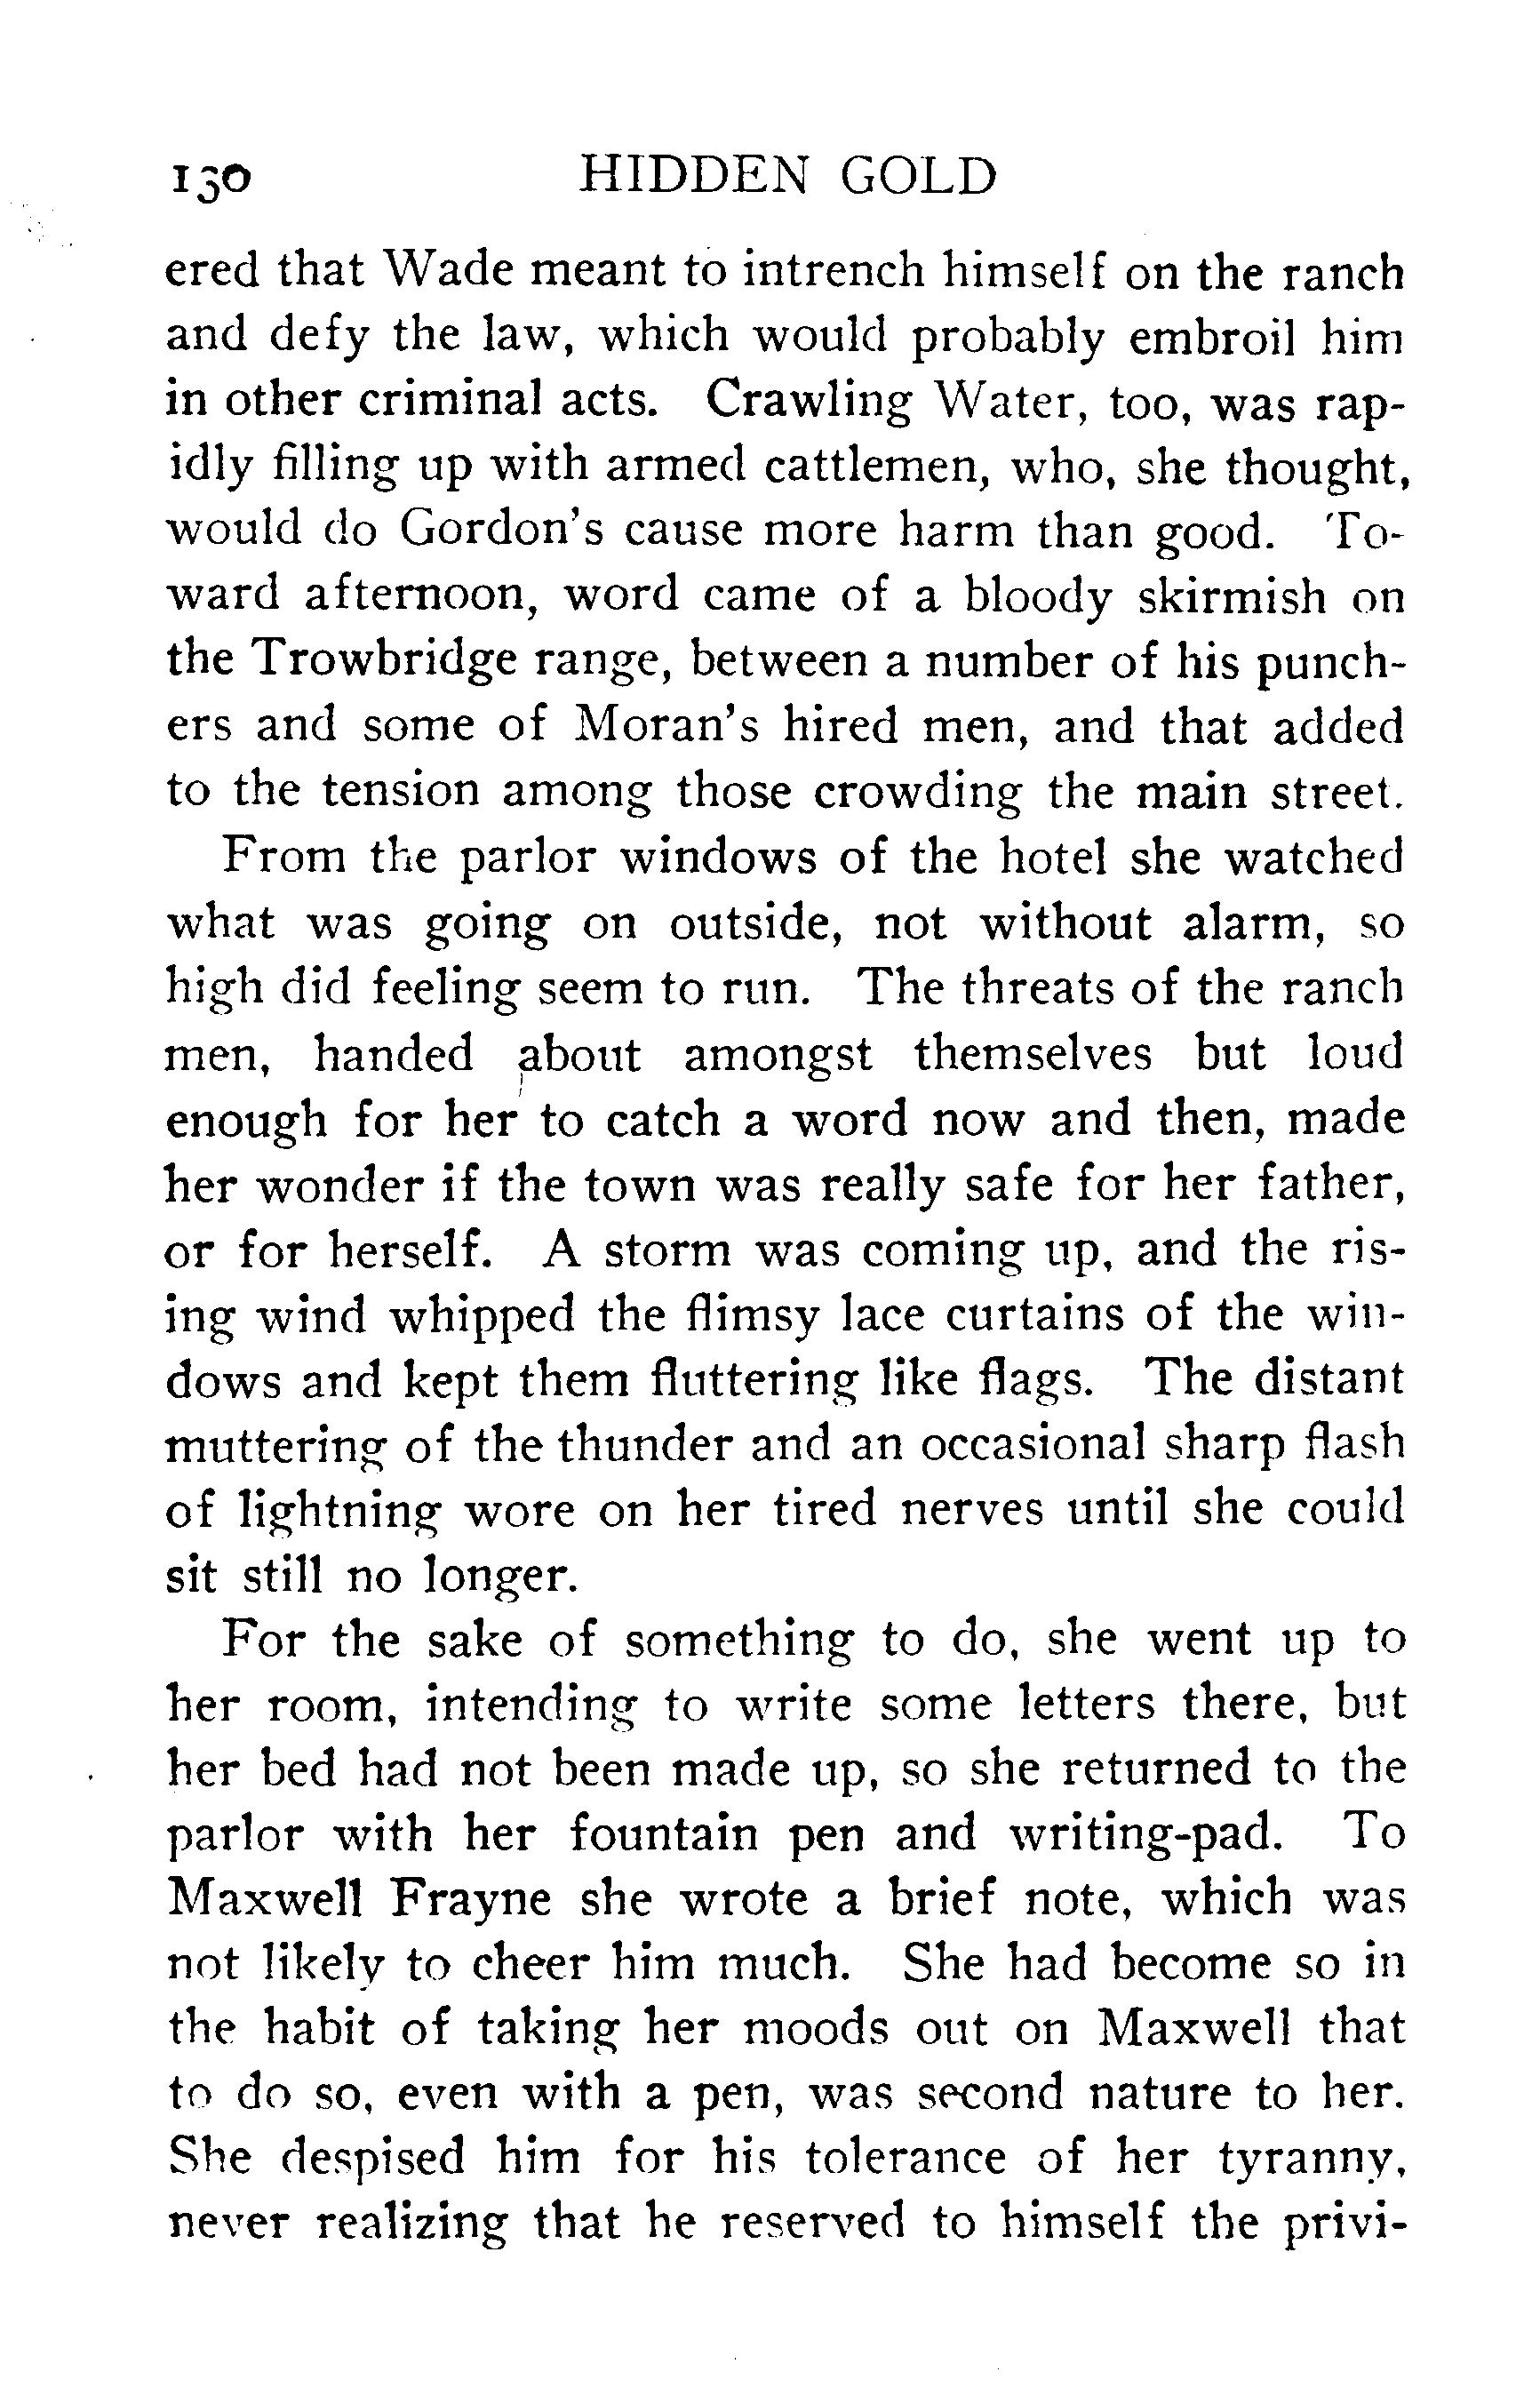 130 HIDDEN GOLD
ered that Wade meant to intrench himself on the ranch
and defy the law, which would probably embroil him
in other criminal acts. Crawling Water, too, was rap-
idly filling up with armed cattlemen, who, she thought,
would do Gordon's cause more harm than good. To-
ward afternoon, word came of a bloody skirmish on
the Trowbridge range, between a number of his punch-
ers and some of Moran's hired men, and that added
to the tension among those crowding the main street.
From the parlor windows of the hotel she watched
what was going on outside, not without alarm, so
high did feeling seem to run. The threats of the ranch
men, handed about amongst themselves but loud
enough for her to catch a word now and then, made
her wonder if the town was really safe for her father,
or for herself. A storm was coming up, and the ris-
ing wind whipped the flimsy lace curtains of the win-
dows and kept them fluttering like flags. The distant
muttering of the thunder and an occasional sharp flash
of lightning wore on her tired nerves until she could
sit still no longer.
For the sake of something to do, she went up to
her room, intending to write some letters there, but
her bed had not been made up, so she returned to the
parlor with her fountain pen and writing-pad. To
Maxwell Frayne she wrote a brief note, which was
not likely to cheer him much. She had become so in
the habit of taking her moods out on Maxwell that
to do so, even with a pen, was second nature to her.
She despised him for his tolerance of her tyranny,
never realizing that he reserved to himself the privi-